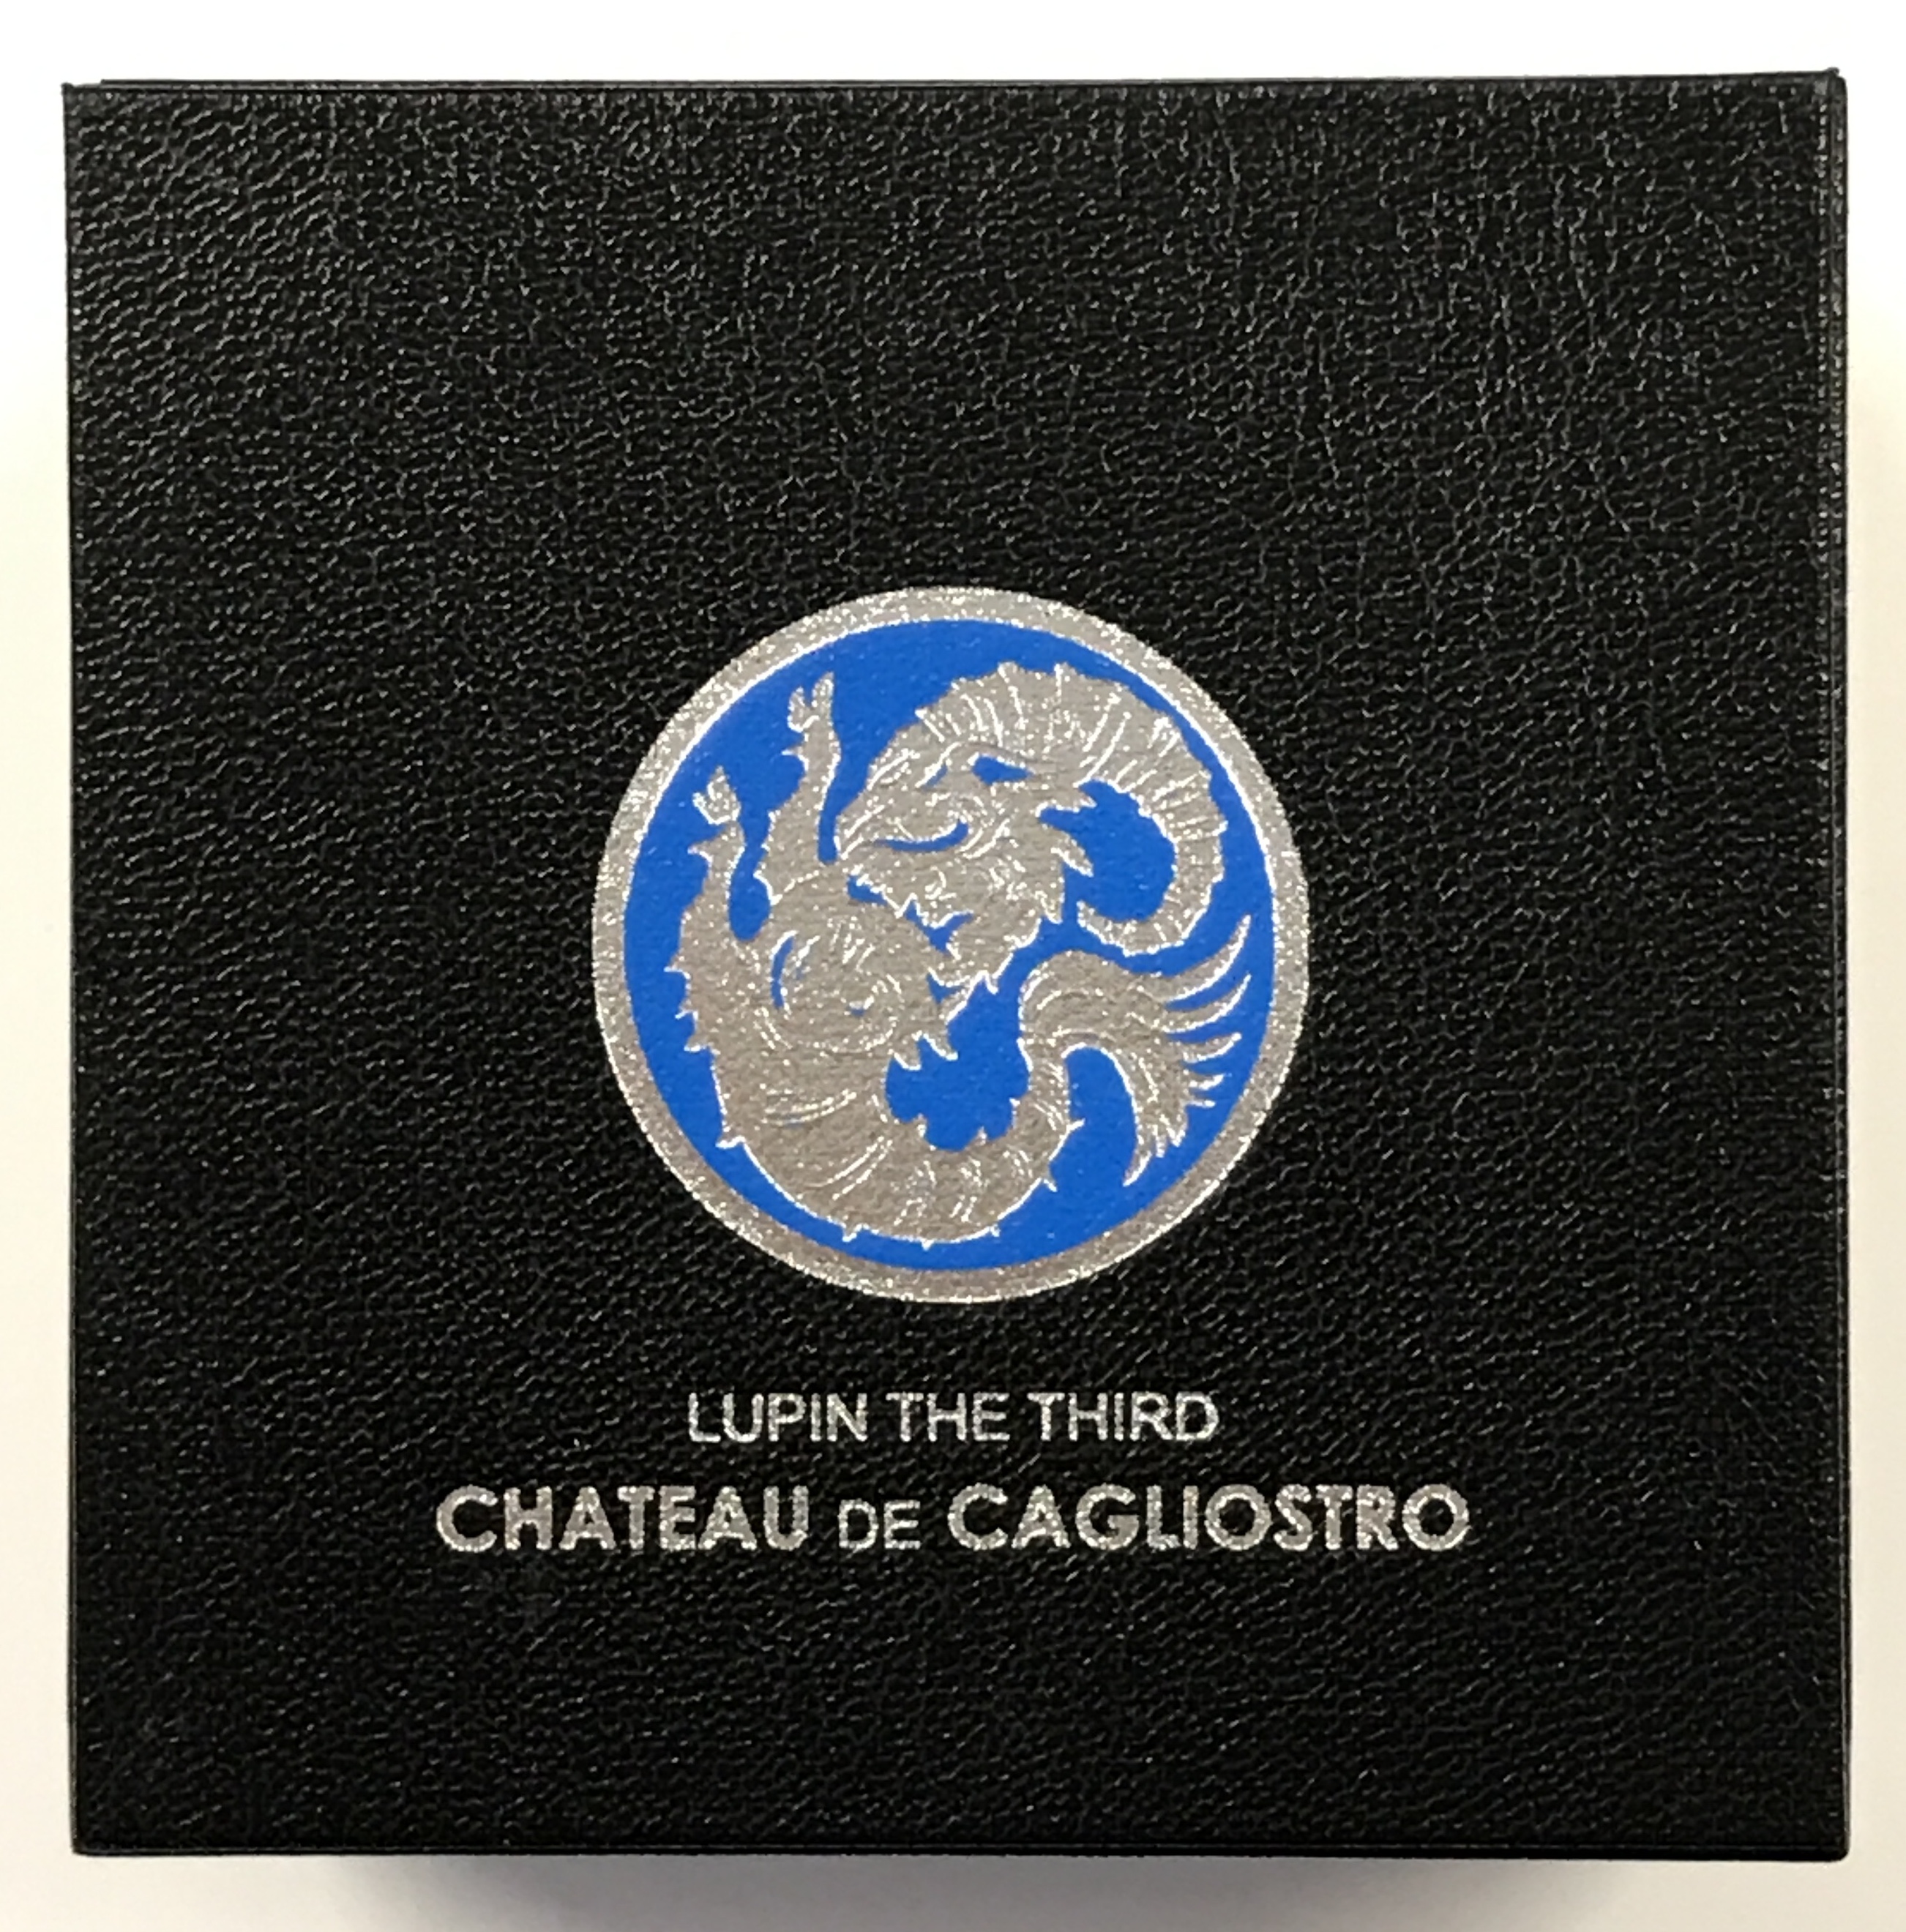 LUPIN THE THIRD
CHATEAU DE CAGLIOSTRO